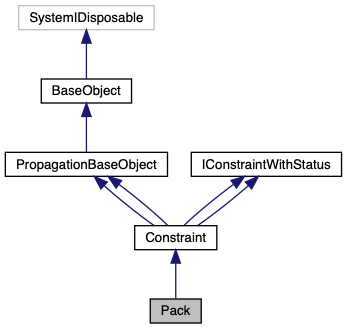 SystemIDisposable
BaseObject
PropagationBaseObject
IConstraintWithStatus
Constraint
Pack